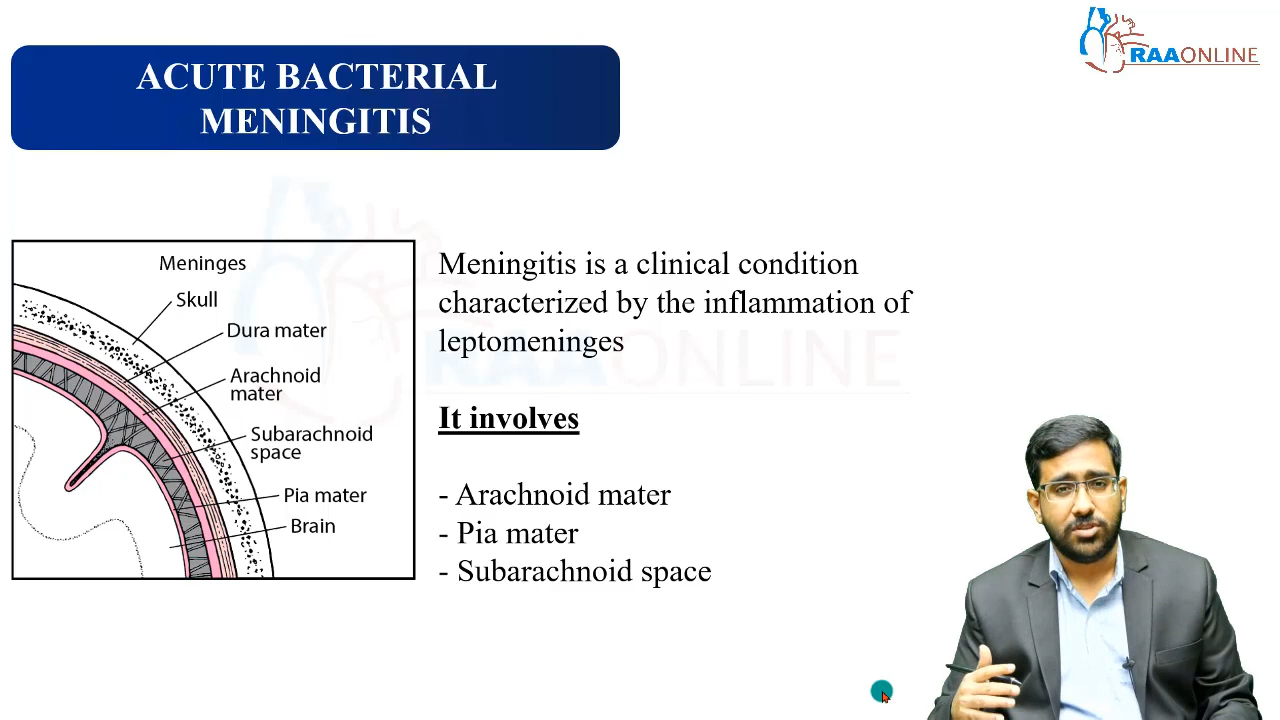 RAAONLINE
ACUTE BACTERIAL
MENINGITIS
Meninges
Skull
Dura mater
Arachnoid
mater
Subarachnoid
space
Pia mater
Brain
Meningitis is a clinical condition
characterized by the inflammation of
leptomeninges
RAAONLINE
It involves
- Arachnoid mater
- Pia mater
- Subarachnoid space